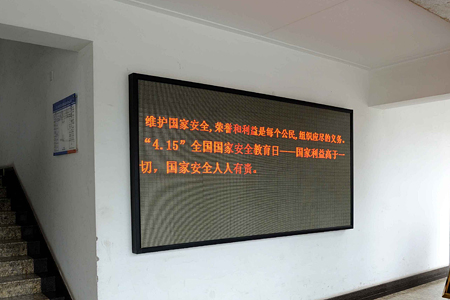 维护国家安全,荣誉和利益是每个公民,组织应尽的义务。
“4.15”全国国家安全教育日——国家利益高于一
切，国家安全人人有责。